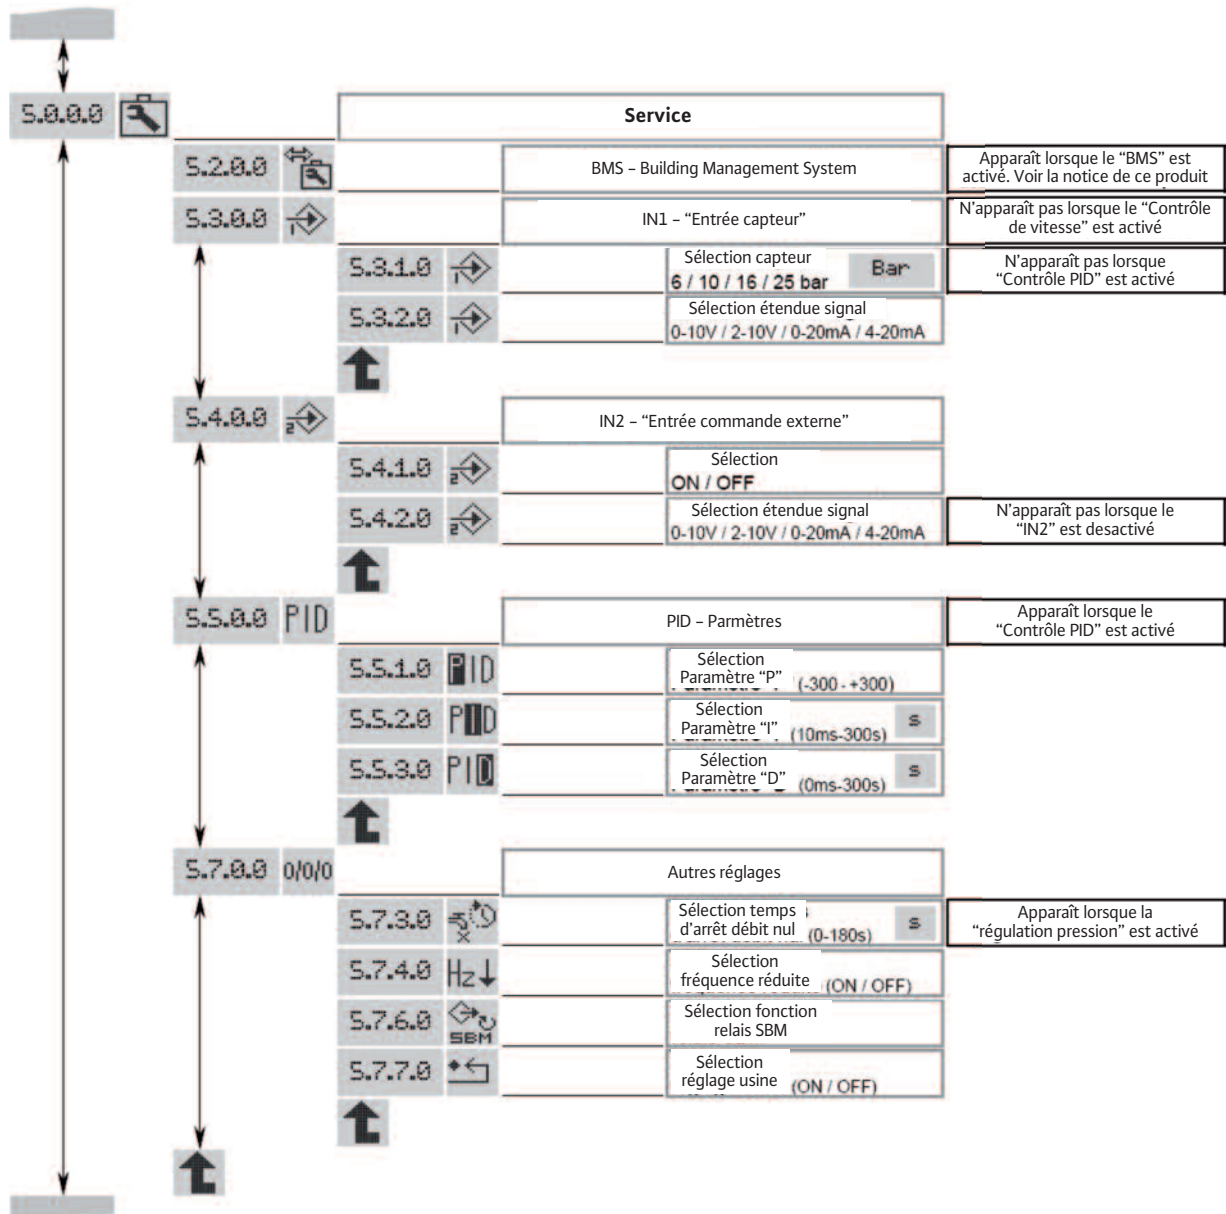 5.0.0.0
Service
5.2.0.0
BMS – Building Management System
Apparaît lorsque le “BMS” est
activé. Voir la notice de ce produit
5.3.0.0
1
IN1 – “Entrée capteur”
N’apparaît pas lorsque le “Contrôle
de vitesse” est activé
5.3.1.0
1
Sélection capteur
6 / 10 / 16 / 25 bar
Bar
N’apparaît pas lorsque
“Contrôle PID” est activé
5.3.2.0
1
Sélection étendue signal
0-10V / 2-10V / 0-20mA / 4-20mA
5.4.0.0
2
IN2 – “Entrée commande externe”
5.4.1.0
2
Sélection
ON / OFF
5.4.2.0
2
Sélection étendue signal
0-10V / 2-10V / 0-20mA / 4-20mA
N’apparaît pas lorsque le
“IN2” est desactivé
5.5.0.0 PID
PID – Parmètres
Apparaît lorsque le
“Contrôle PID” est activé
5.5.1.0 PID
Sélection
Paramètre “P” (-300 - +300)
5.5.2.0 PID
Sélection
Paramètre “I” (10ms-300s)
s
5.5.3.0 PID
Sélection
Paramètre “D” (0ms-300s)
s
5.7.0.0 0/0/0
Autres réglages
5.7.3.0
Sélection temps
d’arrêt débit nul (0-180s)
s
Apparaît lorsque la
“régulation pression” est activé
5.7.4.0 Hz
Sélection
fréquence réduite (ON / OFF)
5.7.6.0
SBM
Sélection fonction
relais SBM
5.7.7.0
Sélection
réglage usine (ON / OFF)